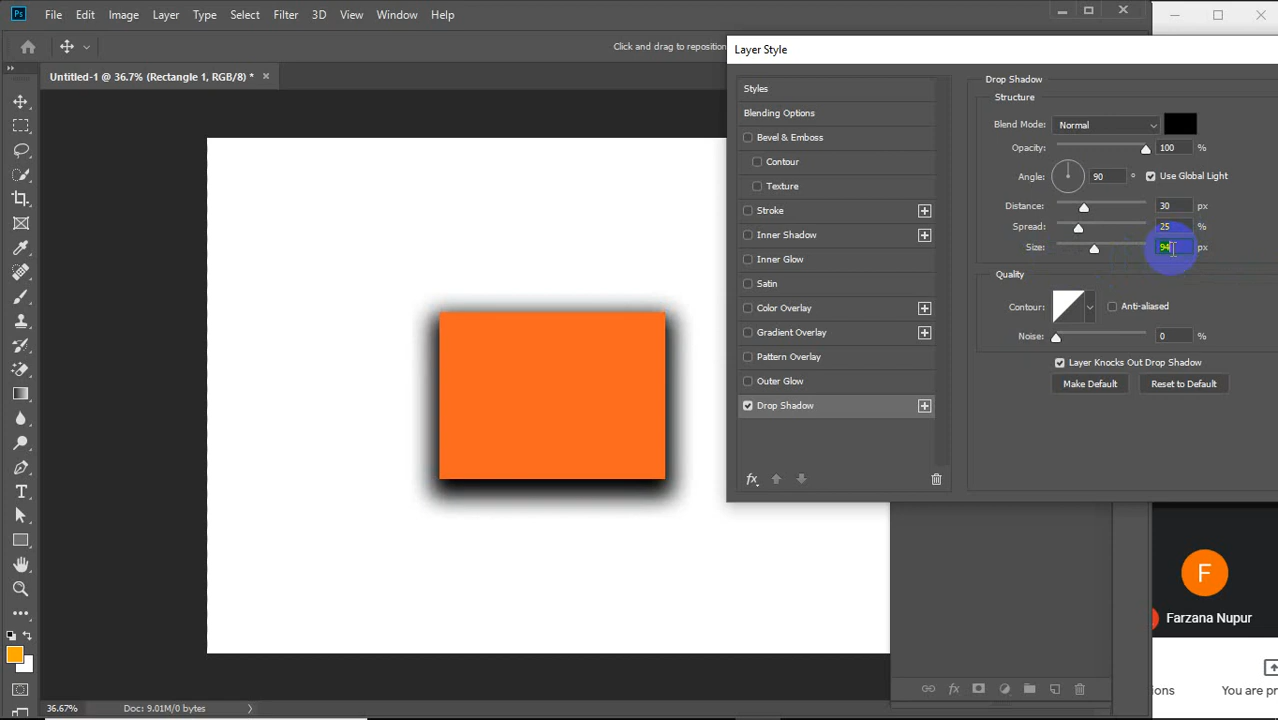 Ps File Edit Image Layer Type Select Filter 3D View Window Help
Click and drag to reposition
Layer Style
Untitled-1 @ 36.7% (Rectangle 1, RGB/8) *
Styles
Blending Options
Bevel & Emboss
Contour
Texture
Stroke
Inner Shadow
Inner Glow
Satin
Color Overlay
Gradient Overlay
Pattern Overlay
Outer Glow
Drop Shadow
fx
Drop Shadow
Structure
Blend Mode: Normal
Opacity: 100 %
Angle: 90 ° Use Global Light
Distance: 30 px
Spread: 25 %
Size: 94 px
Quality
Contour: Anti-aliased
Noise: 0 %
Layer Knocks Out Drop Shadow
Make Default Reset to Default
F
Farzana Nupur
fx
ions You are pr
36.67% Doc: 9.01M/0 bytes